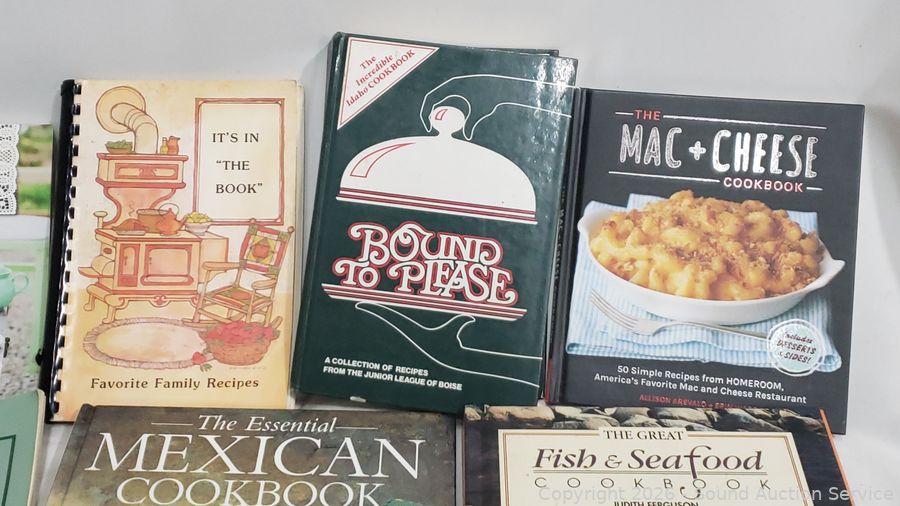 IT'S IN
"THE
BOOK"
Favorite Family Recipes
The
Incredible
Idaho COOKBOOK
BOUND
TO PLEASE
A COLLECTION OF RECIPES
FROM THE JUNIOR LEAGUE OF BOISE
THE
MAC + CHEESE
COOKBOOK
Includes
DESSERTS
& SIDES!
50 Simple Recipes from HOMEROOM,
America's Favorite Mac and Cheese Restaurant
ALLISON AREVALO +
The Essential
MEXICAN
COOKBOOK
THE GREAT
Fish & Seafood
COOKBOOK
JUDITH FERGUSON
Copyright 2026 - Sound Auction Service